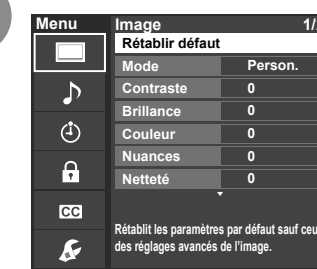 Menu
Image 1/
Rétablir défaut
Mode Person.
Contraste 0
Brillance 0
Couleur 0
Nuances 0
Netteté 0
CC
Rétablit les paramètres par défaut sauf
des réglages avancés de l'image.